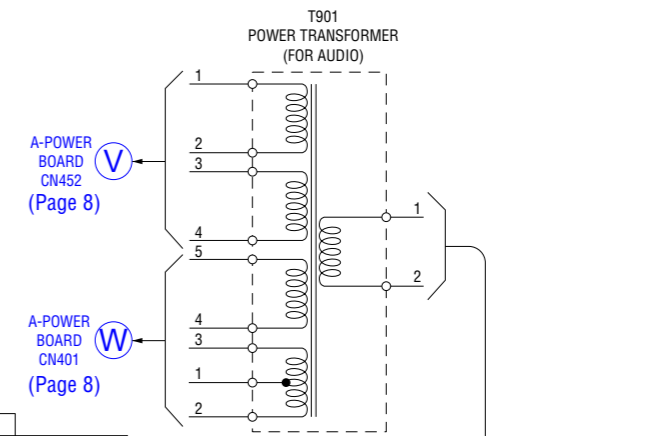 T901
POWER TRANSFORMER
(FOR AUDIO)
A-POWER
BOARD
CN452
(Page 8)
V
1
2
3
4
A-POWER
BOARD
CN401
(Page 8)
W
5
4
3
1
2
1
2